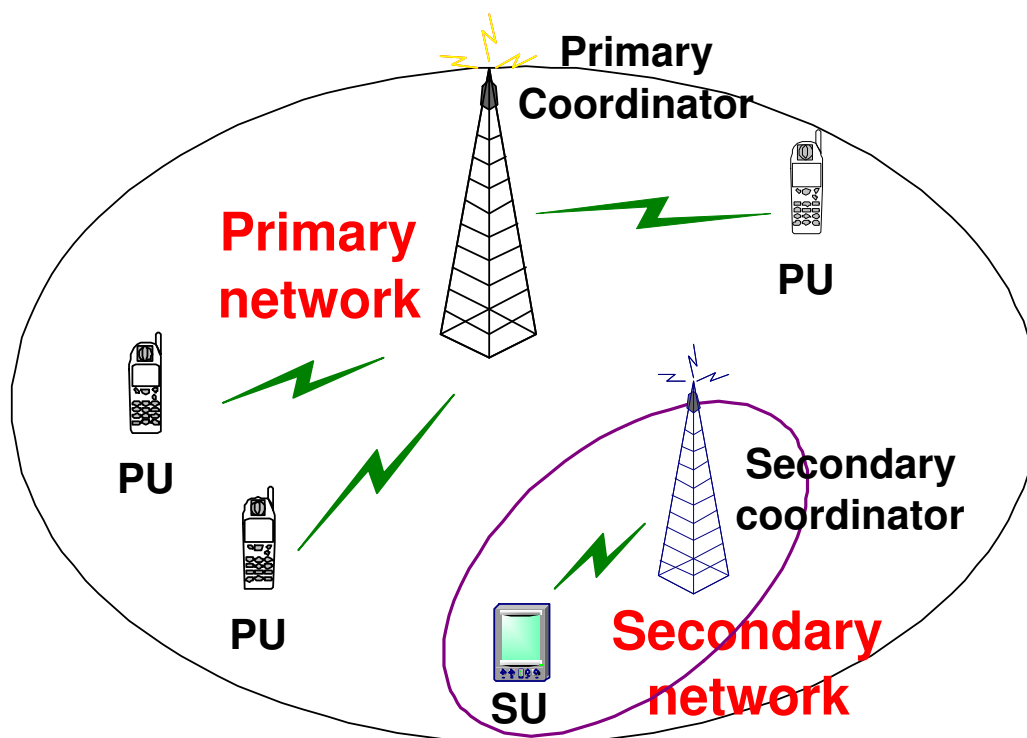 Primary
Coordinator
Primary
network
PU
PU
PU
Secondary
coordinator
Secondary
network
SU